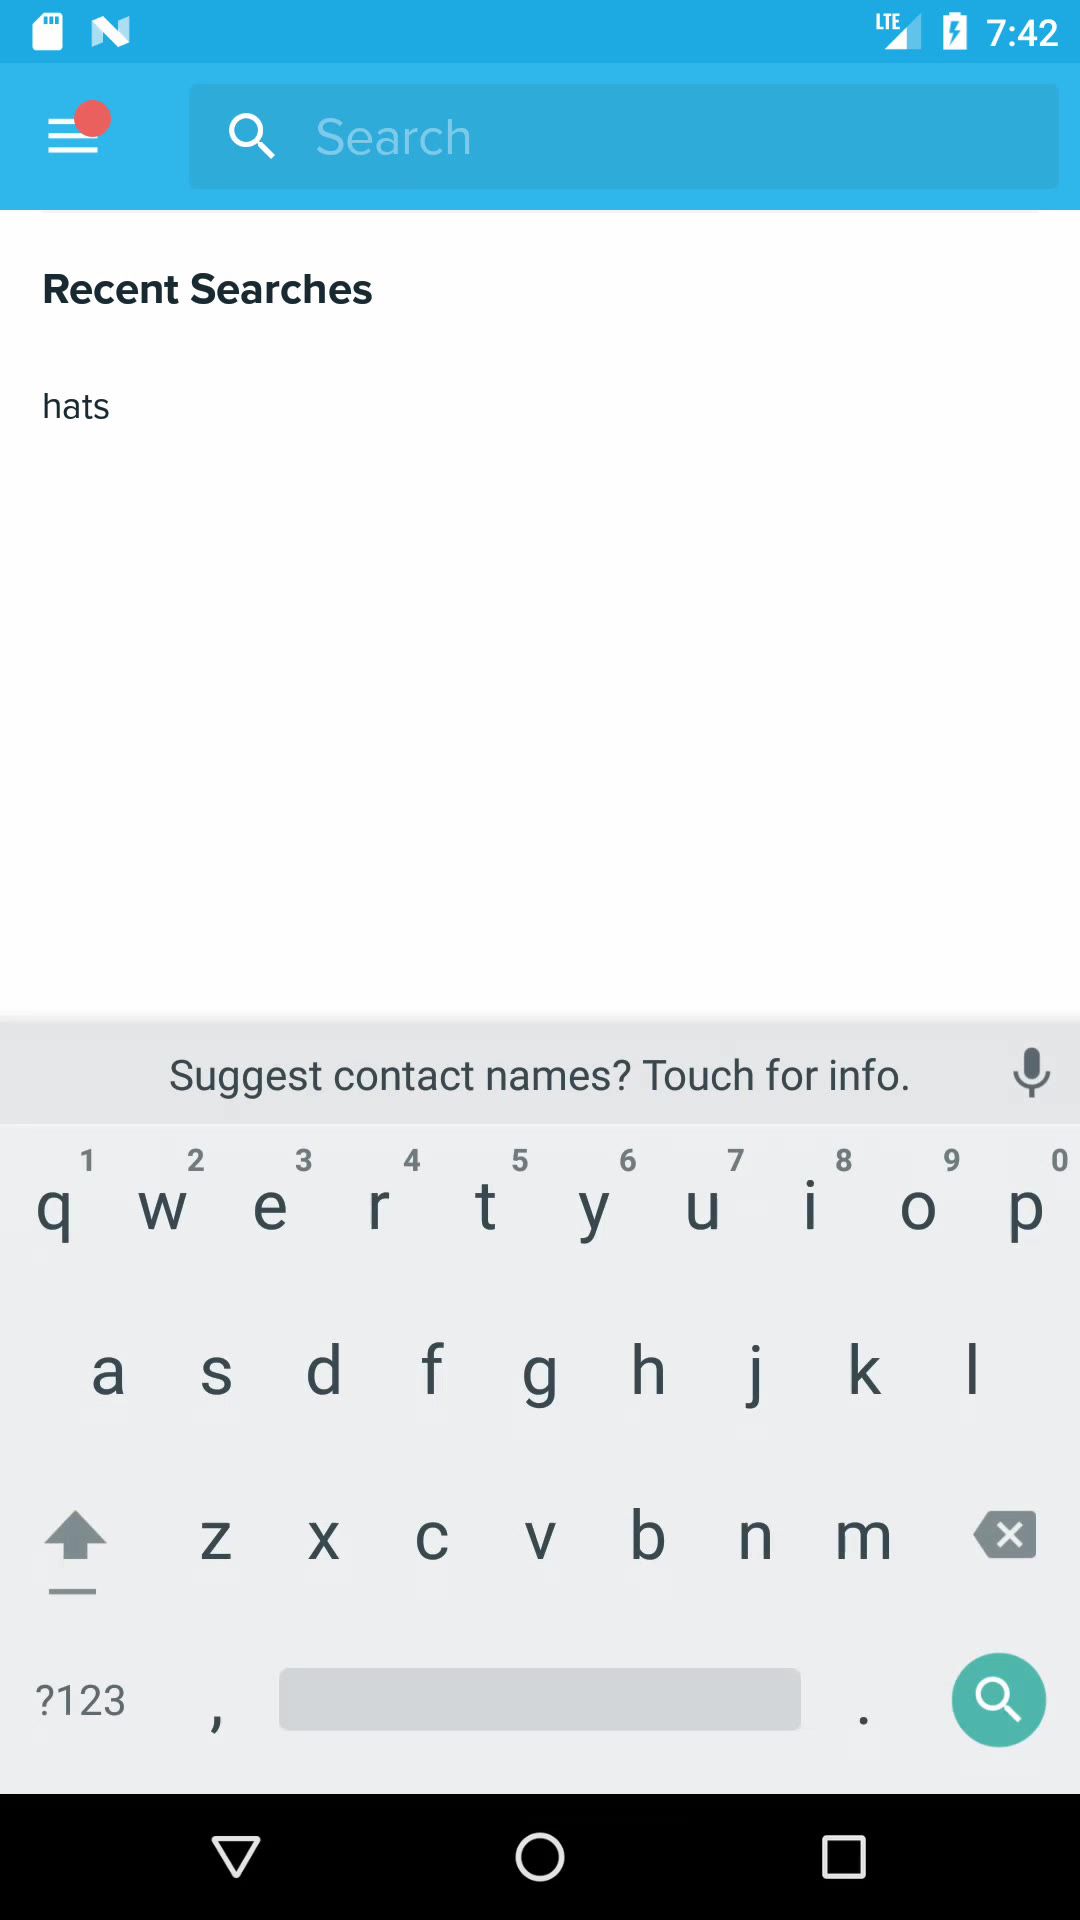 LTE 7:42
Search
Recent Searches
hats
Suggest contact names? Touch for info.
1 2 3 4 5 6 7 8 9 0
q w e r t y u i o p
a s d f g h j k l
z x c v b n m
?123 , .